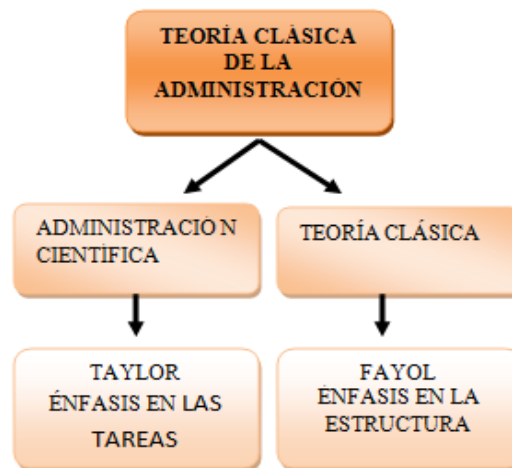 TEORÍA CLÁSICA
DE LA
ADMINISTRACIÓN
ADMINISTRACIÓ N
CIENTÍFICA
TEORÍA CLÁSICA
TAYLOR
ÉNFASIS EN LAS
TAREAS
FAYOL
ÉNFASIS EN LA
ESTRUCTURA